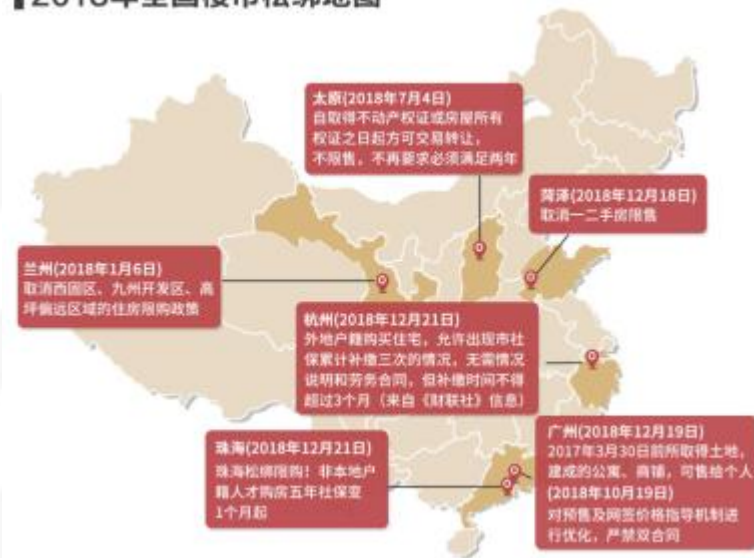 2018年全国楼市松绑地图
太原(2018年7月4日)
自取得不动产权证或房屋所有
权证之日起方可交易转让，
不限售，不再要求必须满足两年
菏泽(2018年12月18日)
取消一二手房限售
兰州(2018年1月6日)
取消西固区、九州开发区、高
坪偏远区域的住房限购政策
杭州(2018年12月21日)
外地户籍购买住宅，允许出现市社
保累计补缴三次的情况，无需情况
说明和劳务合同，但补缴时间不得
超过3个月（来自《财联社》信息）
珠海(2018年12月21日)
珠海松绑限购！非本地户
籍人才购房五年社保变
1个月起
广州(2018年12月19日)
2017年3月30日前所取得土地，
建成的公寓、商铺，可售给个人
(2018年10月19日)
对预售及网签价格指导机制进
行优化，严禁双合同